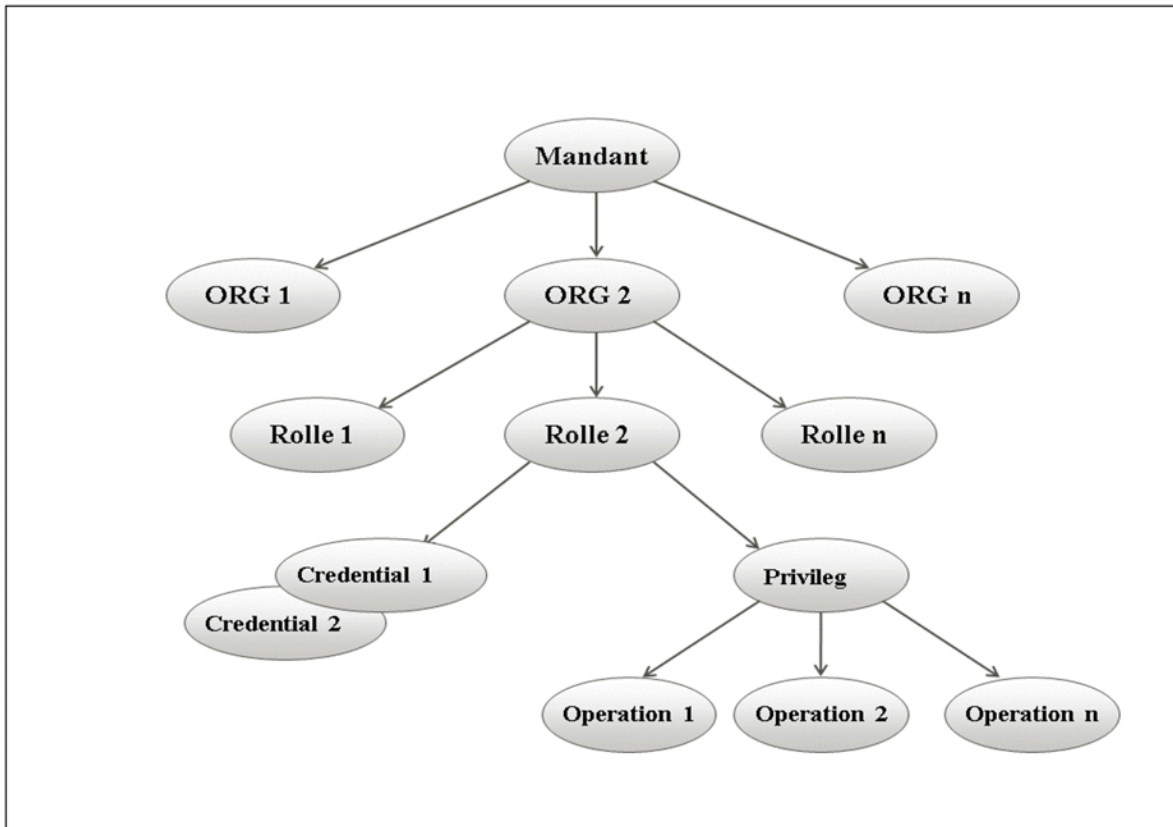 Mandant
ORG 1
ORG 2
ORG n
Rolle 1
Rolle 2
Rolle n
Credential 1
Privileg
Credential 2
Operation 1
Operation 2
Operation n